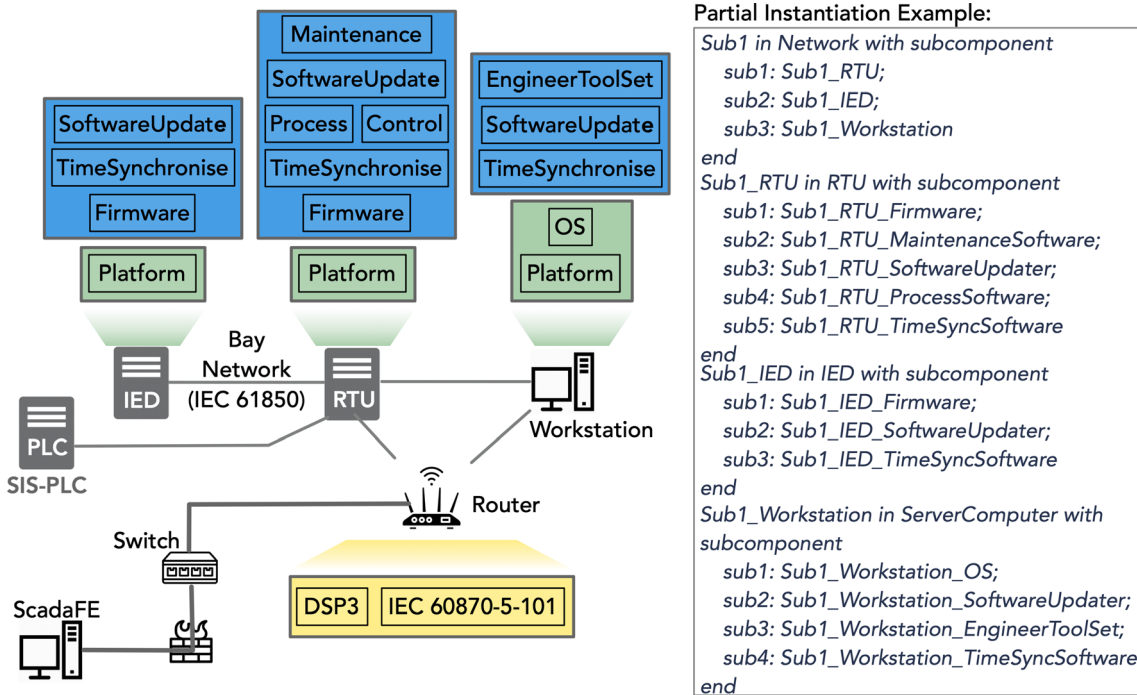 Maintenance
SoftwareUpdate
Process
Control
TimeSynchronise
Firmware
Platform
SoftwareUpdate
TimeSynchronise
Firmware
Platform
EngineerToolSet
SoftwareUpdate
TimeSynchronise
OS
Platform
Bay
Network
(IEC 61850)
IED
RTU
Workstation
PLC
SIS-PLC
Router
Switch
ScadaFE
DSP3
IEC 60870-5-101
Partial Instantiation Example:
Sub1 in Network with subcomponent
sub1: Sub1_RTU;
sub2: Sub1_IED;
sub3: Sub1_Workstation
end
Sub1_RTU in RTU with subcomponent
sub1: Sub1_RTU_Firmware;
sub2: Sub1_RTU_MaintenanceSoftware;
sub3: Sub1_RTU_SoftwareUpdater;
sub4: Sub1_RTU_ProcessSoftware;
sub5: Sub1_RTU_TimeSyncSoftware
end
Sub1_IED in IED with subcomponent
sub1: Sub1_IED_Firmware;
sub2: Sub1_IED_SoftwareUpdater;
sub3: Sub1_IED_TimeSyncSoftware
end
Sub1_Workstation in ServerComputer with
subcomponent
sub1: Sub1_Workstation_OS;
sub2: Sub1_Workstation_SoftwareUpdater;
sub3: Sub1_Workstation_EngineerToolSet;
sub4: Sub1_Workstation_TimeSyncSoftware
end